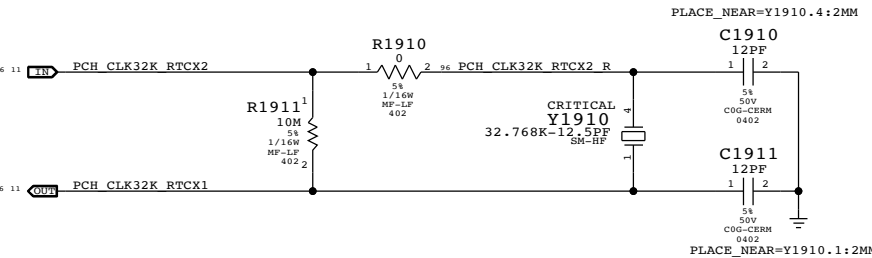 PLACE_NEAR=Y1910.4:2MM
C1910
12PF
R1910
0
6 11 IN PCH_CLK32K_RTCX2
1 2 96 PCH_CLK32K_RTCX2_R
1 2
5%
1/16W
MF-LF
402
5%
50V
C0G-CERM
0402
R1911 1
10M
5%
1/16W
MF-LF
402 2
CRITICAL 4
Y1910
32.768K-12.5PF
SM-HF
1
C1911
12PF
6 11 OUT PCH_CLK32K_RTCX1
1 2
5%
50V
C0G-CERM
0402
PLACE_NEAR=Y1910.1:2MM